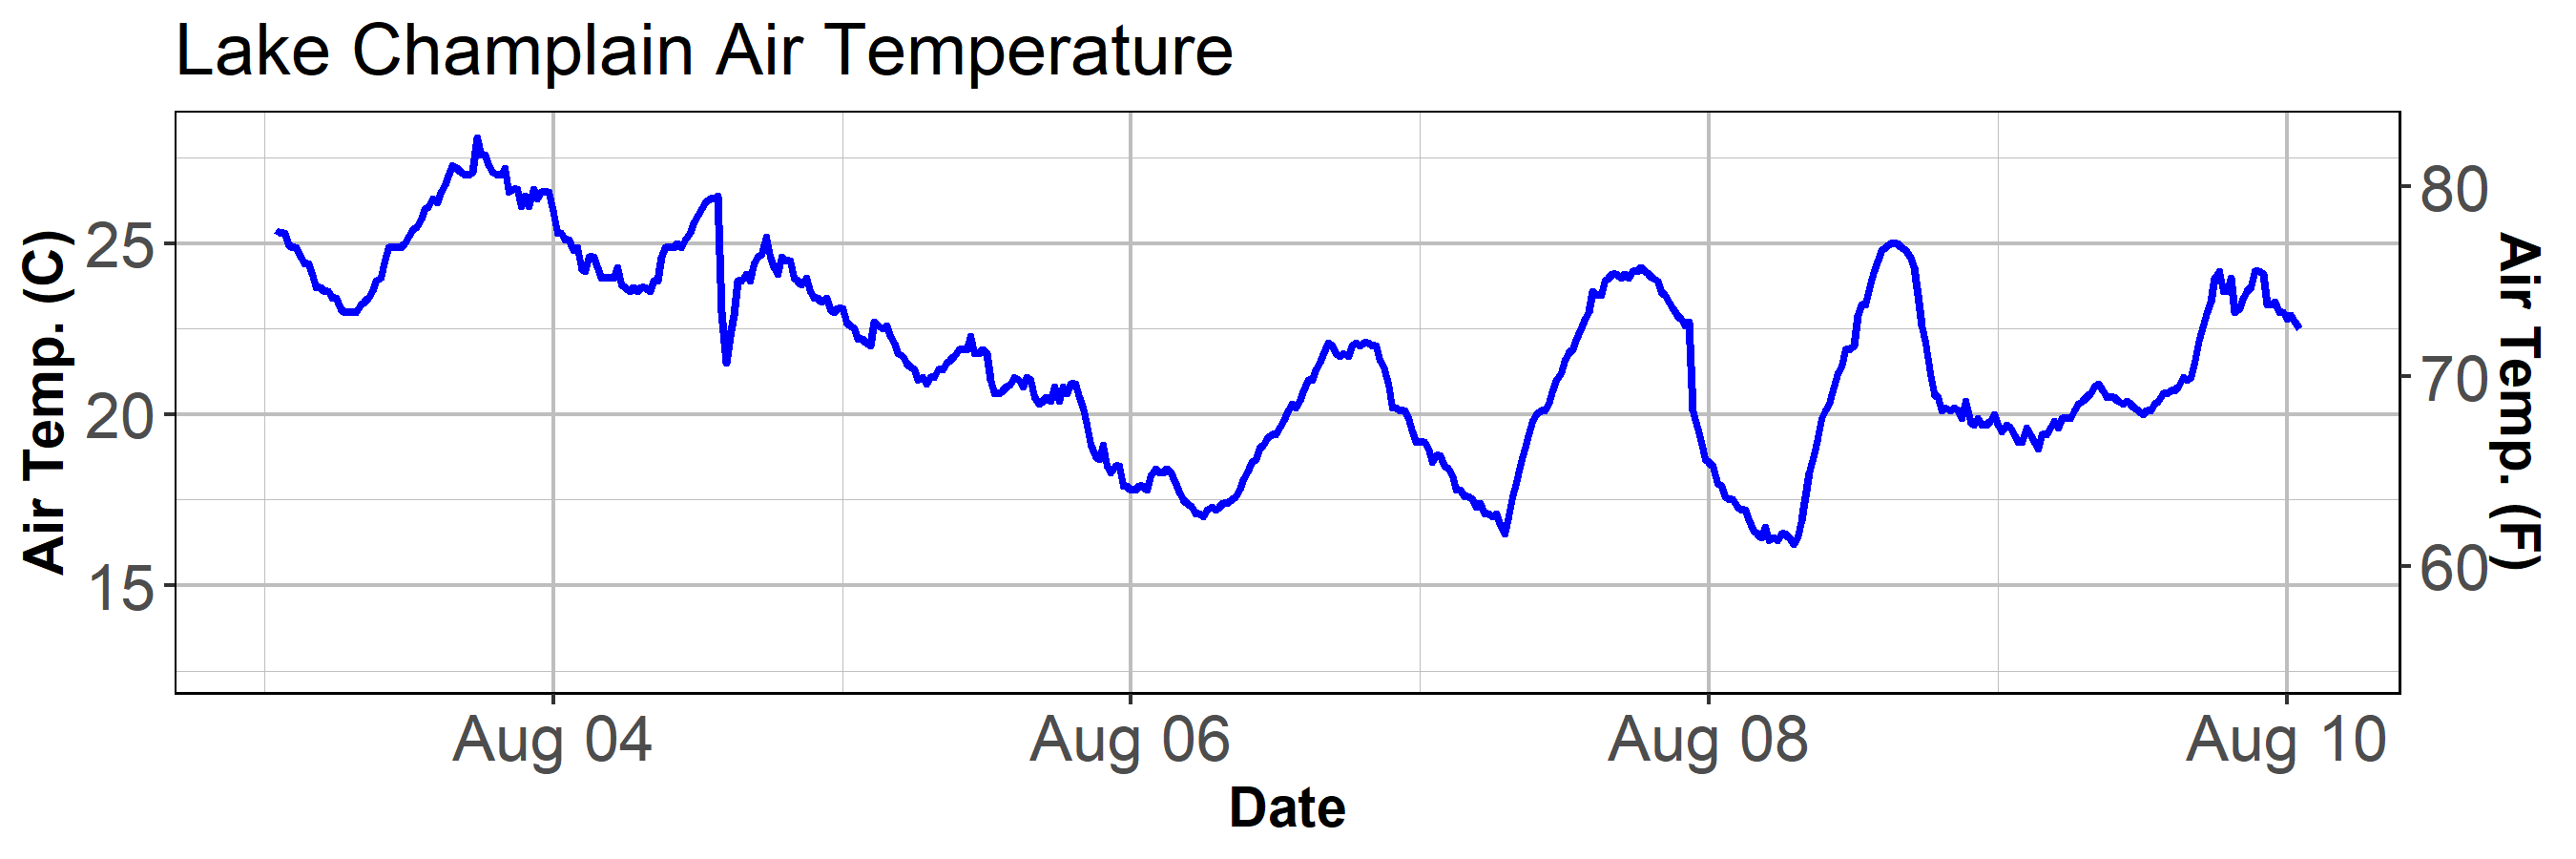 Lake Champlain Air Temperature
Air Temp. (C)
25
20
15
80
70
60
Air Temp. (F)
Aug 04
Aug 06
Aug 08
Aug 10
Date